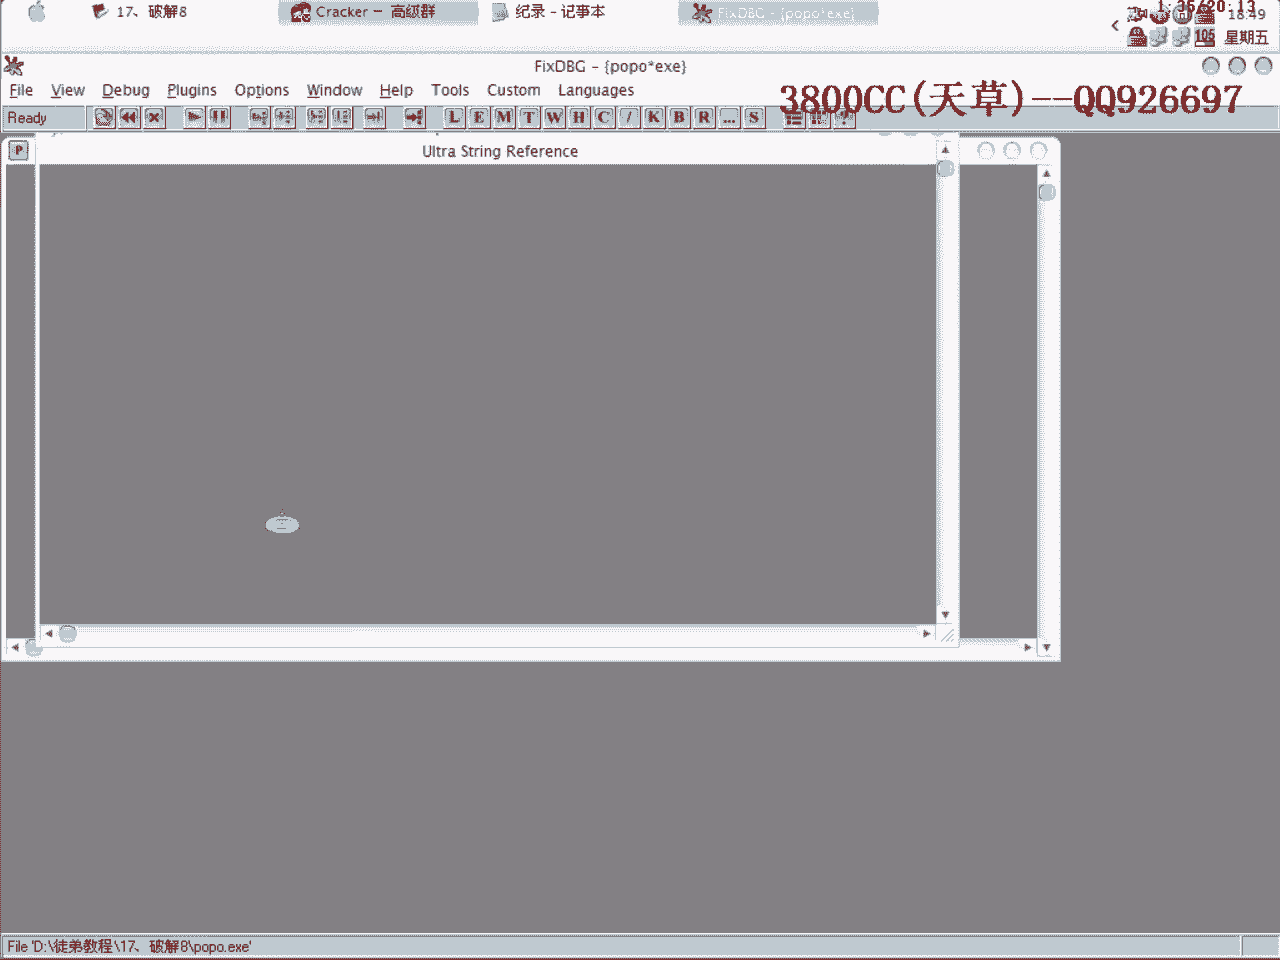 17、破解8
Cracker - 高级群
纪录 - 记事本
FixDBG - {popo*exe}
1:35/20:13
18:49
105
星期五
FixDBG - {popo*exe}
File View Debug Plugins Options Window Help Tools Custom Languages
3800CC(天草)--QQ926697
Ready
L E M T W H C / K B R ... S
P
Ultra String Reference
File 'D:\徒弟教程\17、破解8\popo.exe'